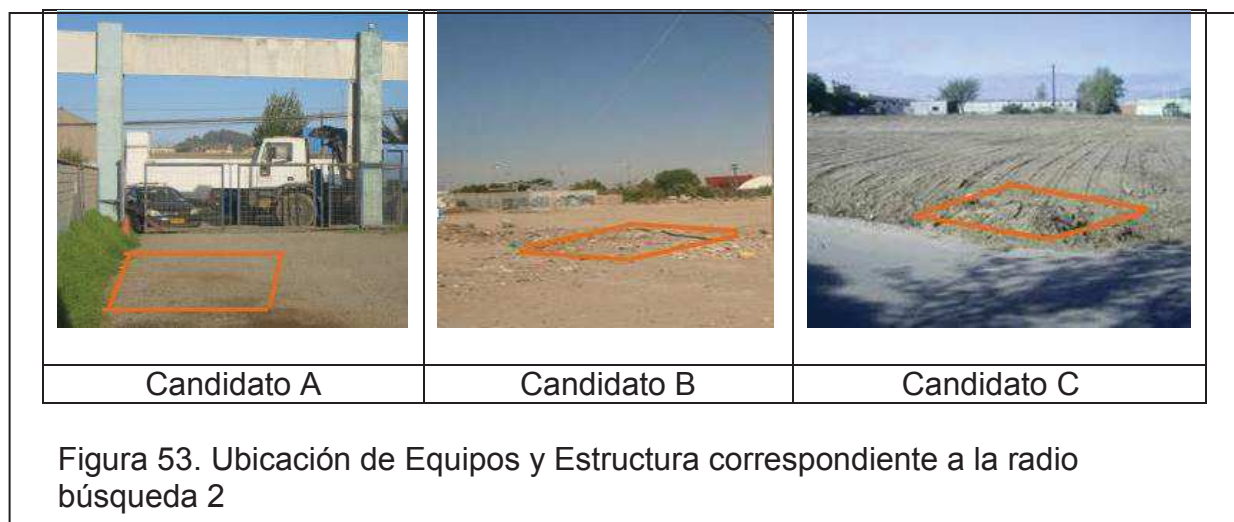 Candidato A Candidato B Candidato C
Figura 53. Ubicación de Equipos y Estructura correspondiente a la radio
búsqueda 2